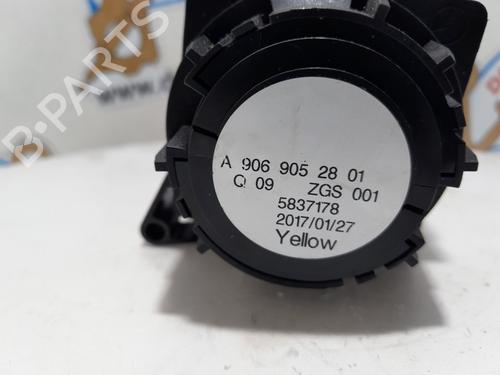 B-PARTS
A 906 905 28 01
Q 09 ZGS 001
5837178
2017/01/27
Yellow